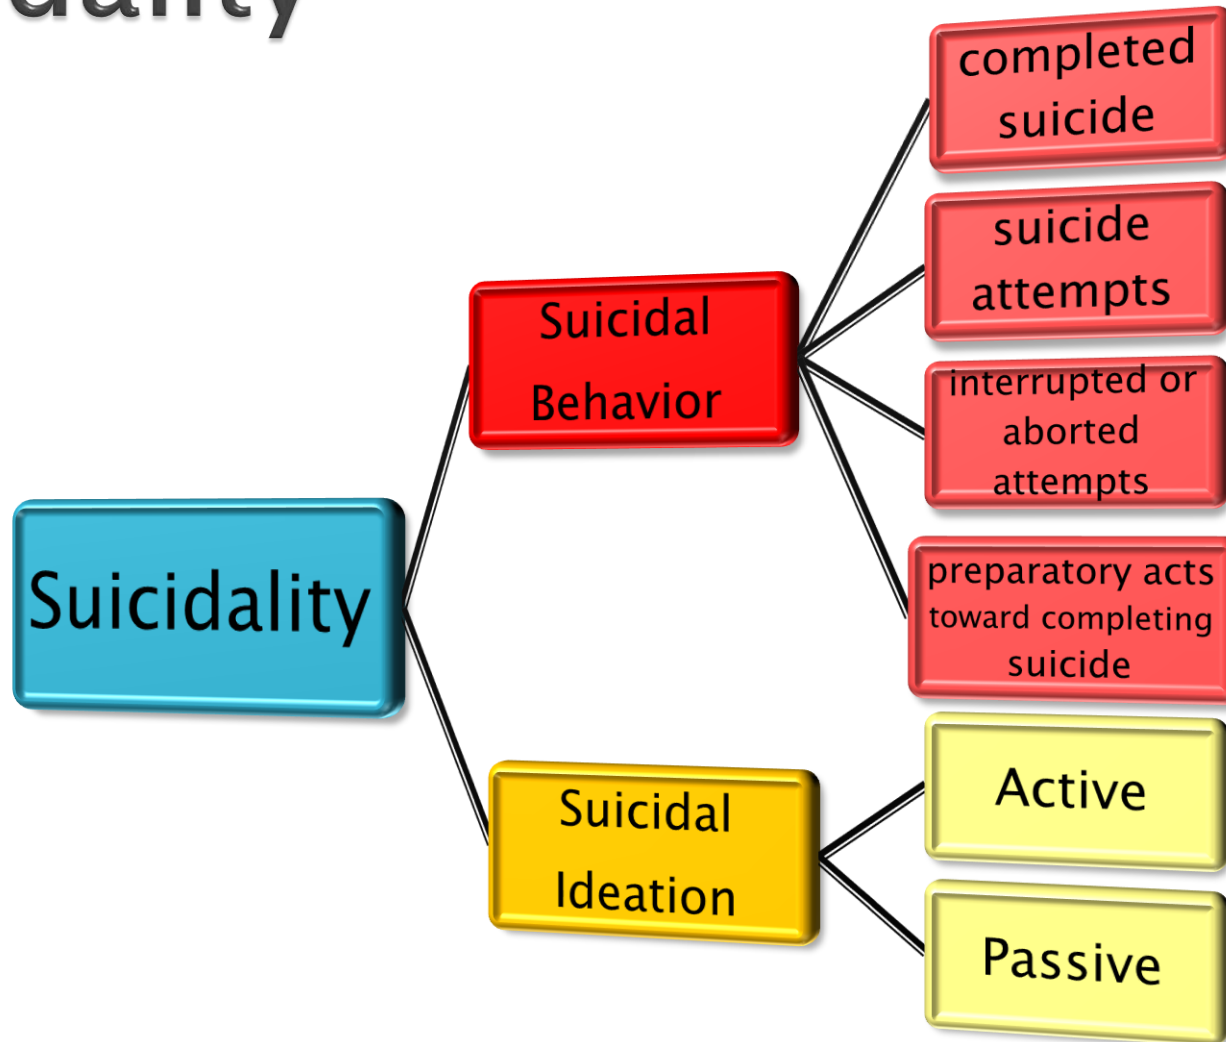 dality
completed
suicide
suicide
attempts
Suicidal
Behavior
interrupted or
aborted
attempts
Suicidality
preparatory acts
toward completing
suicide
Suicidal
Ideation
Active
Passive